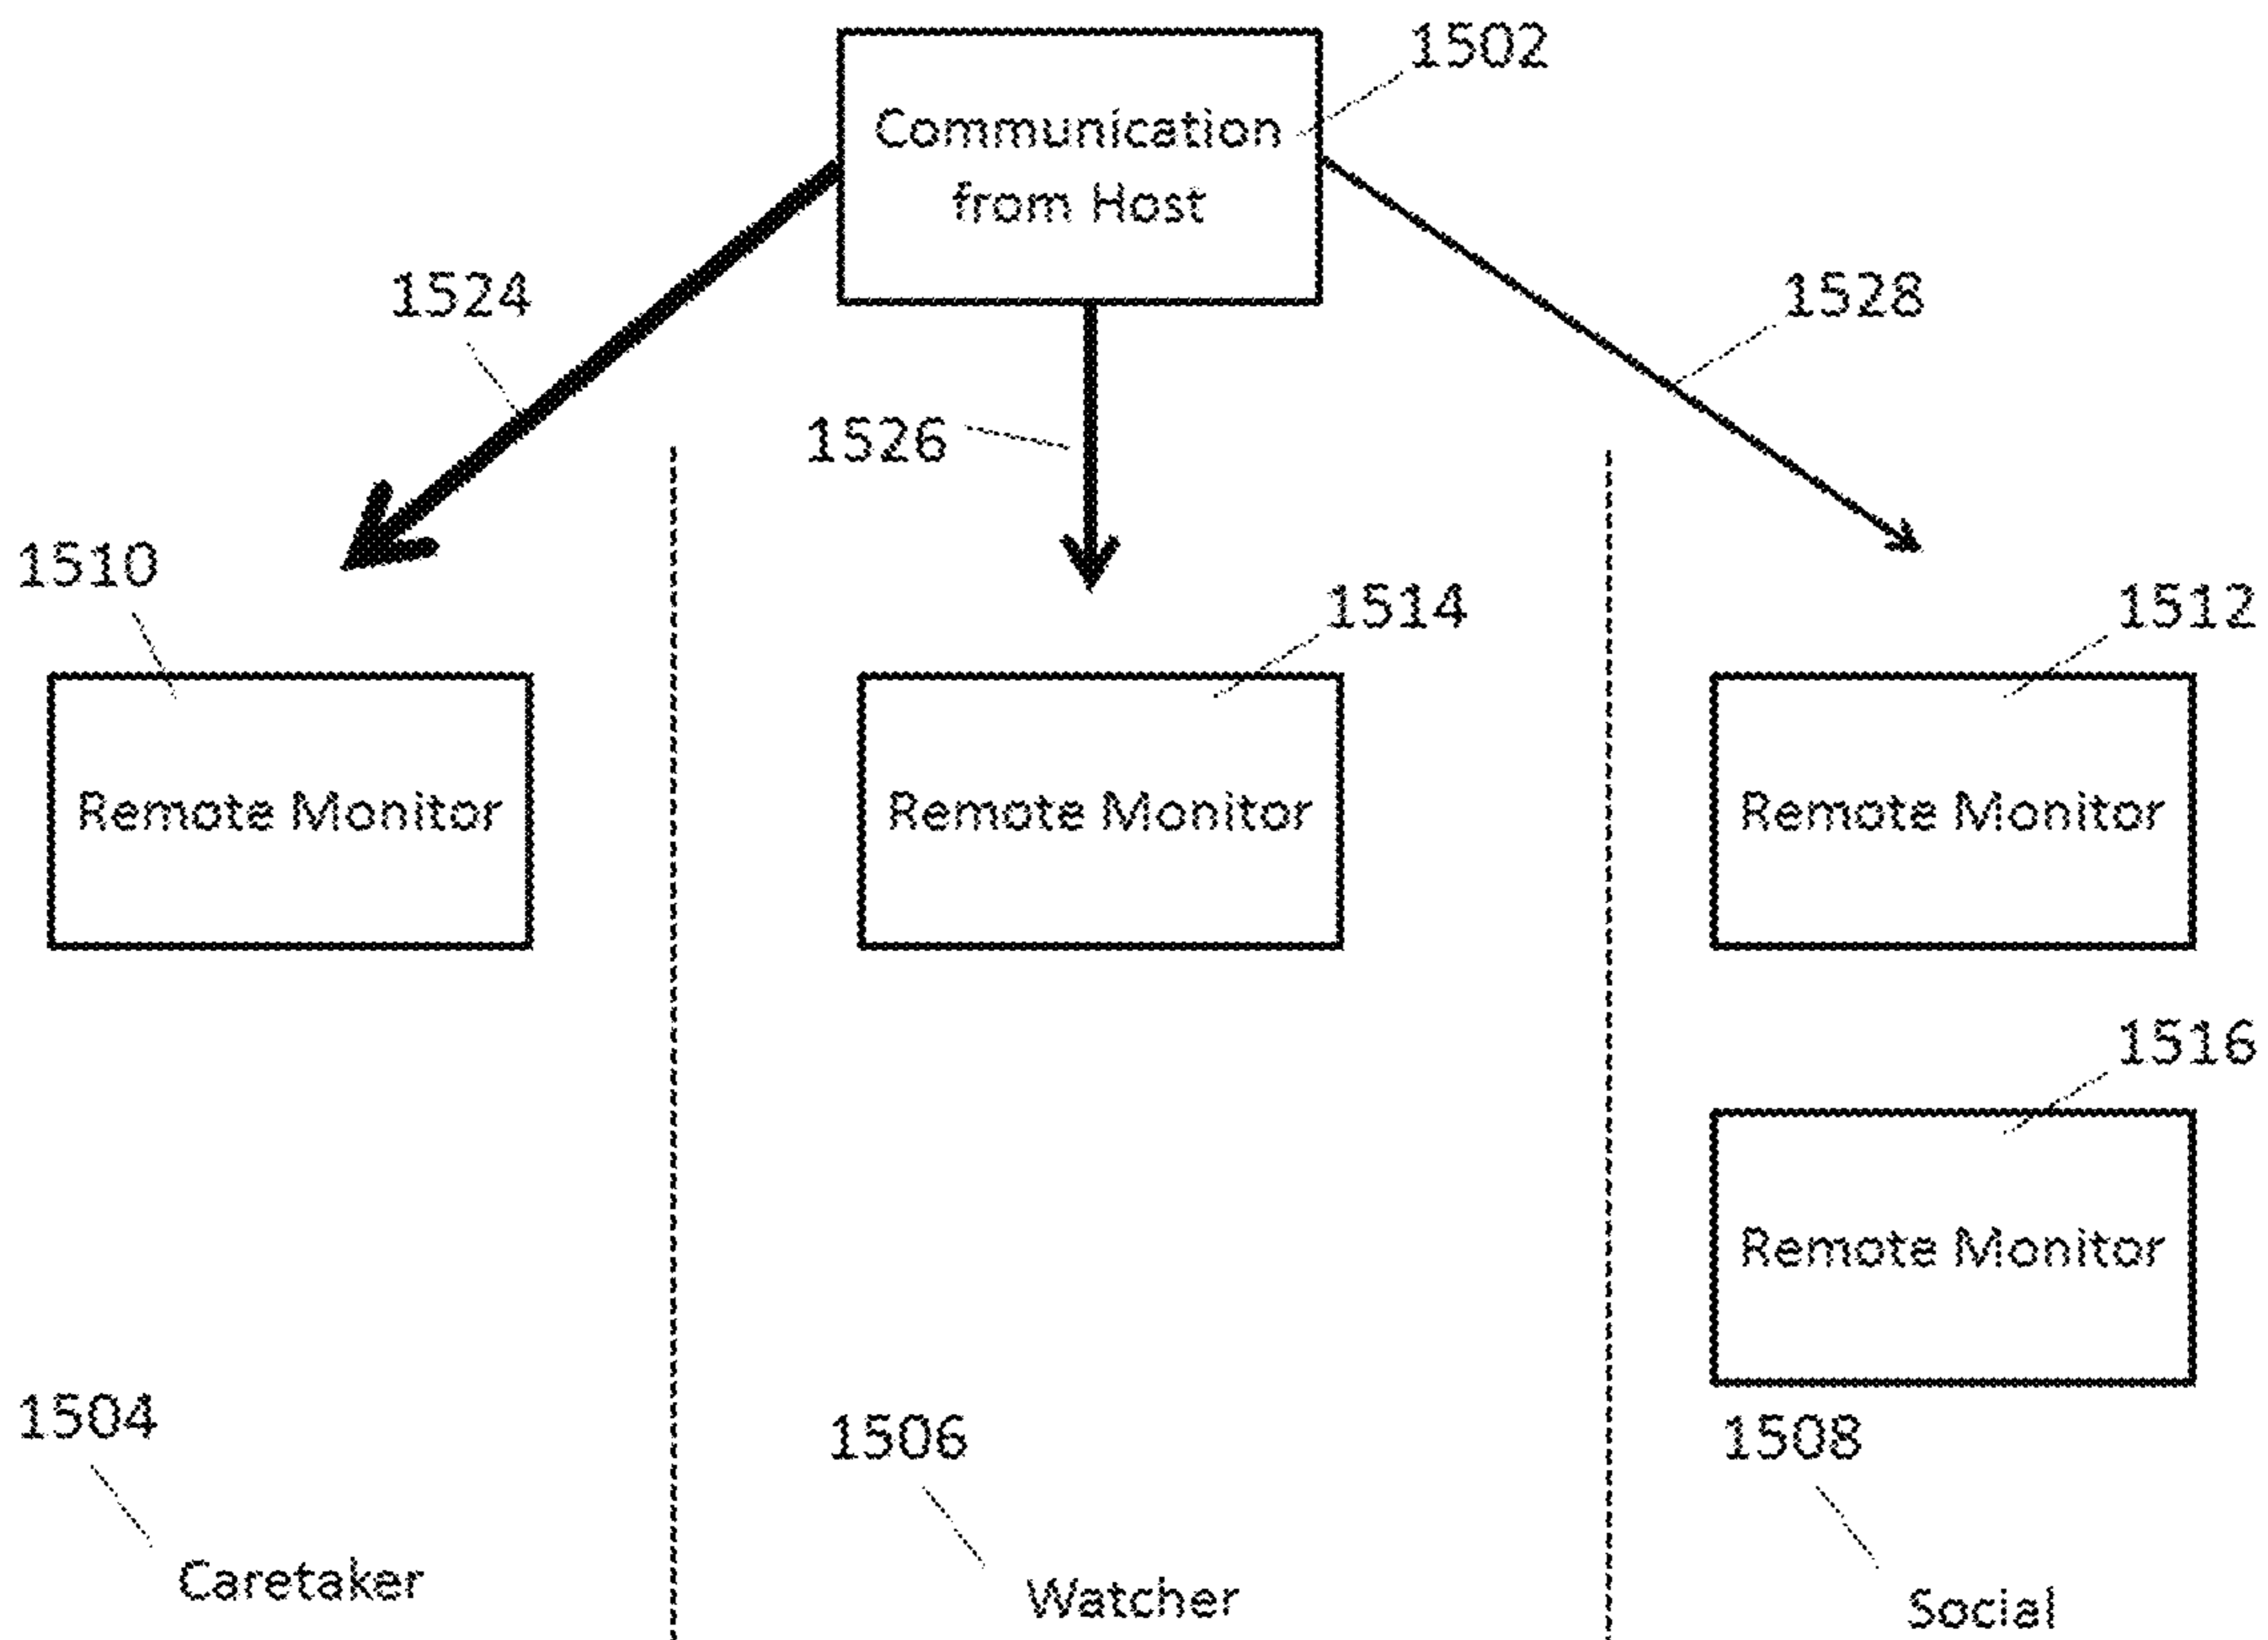 1502
Communication
from Host
1524
1528
1526
1510
1514
1512
Remote Monitor
Remote Monitor
Remote Monitor
1516
Remote Monitor
1504
1506
1508
Caretaker
Watcher
Social